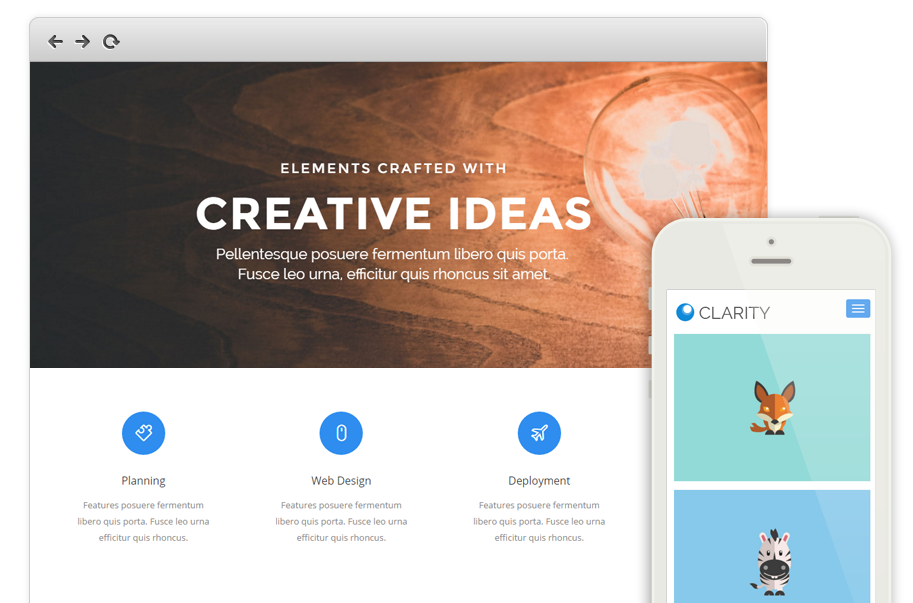 ELEMENTS CRAFTED WITH
CREATIVE IDEAS
Pellentesque posuere fermentum libero quis porta.
Fusce leo urna, efficitur quis rhoncus sit amet.
CLARITY
Planning
Features posuere fermentum
libero quis porta. Fusce leo urna
efficitur quis rhoncus.
Web Design
Features posuere fermentum
libero quis porta. Fusce leo urna
efficitur quis rhoncus.
Deployment
Features posuere fermentum
libero quis porta. Fusce leo urna
efficitur quis rhoncus.